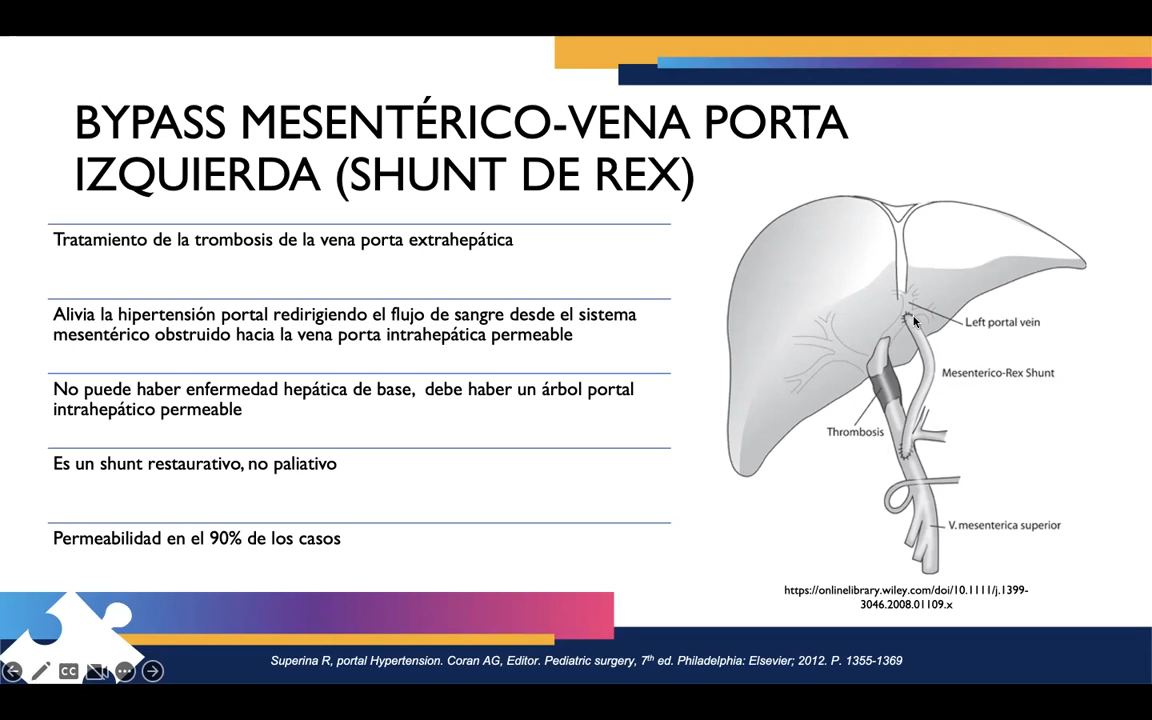 BYPASS MESENTÉRICO-VENA PORTA
IZQUIERDA (SHUNT DE REX)
Tratamiento de la trombosis de la vena porta extrahepática
Alivia la hipertensión portal redirigiendo el flujo de sangre desde el sistema
mesentérico obstruido hacia la vena porta intrahepática permeable
No puede haber enfermedad hepática de base, debe haber un árbol portal
intrahepático permeable
Es un shunt restaurativo, no paliativo
Permeabilidad en el 90% de los casos
Left portal vein
Mesenterico-Rex Shunt
Thrombosis
V. mesenterica superior
https://onlinelibrary.wiley.com/doi/10.1111/j.1399-
3046.2008.01109.x
Superina R, portal Hypertension. Coran AG, Editor. Pediatric surgery, 7th ed. Philadelphia: Elsevier; 2012. P. 1355-1369
CC